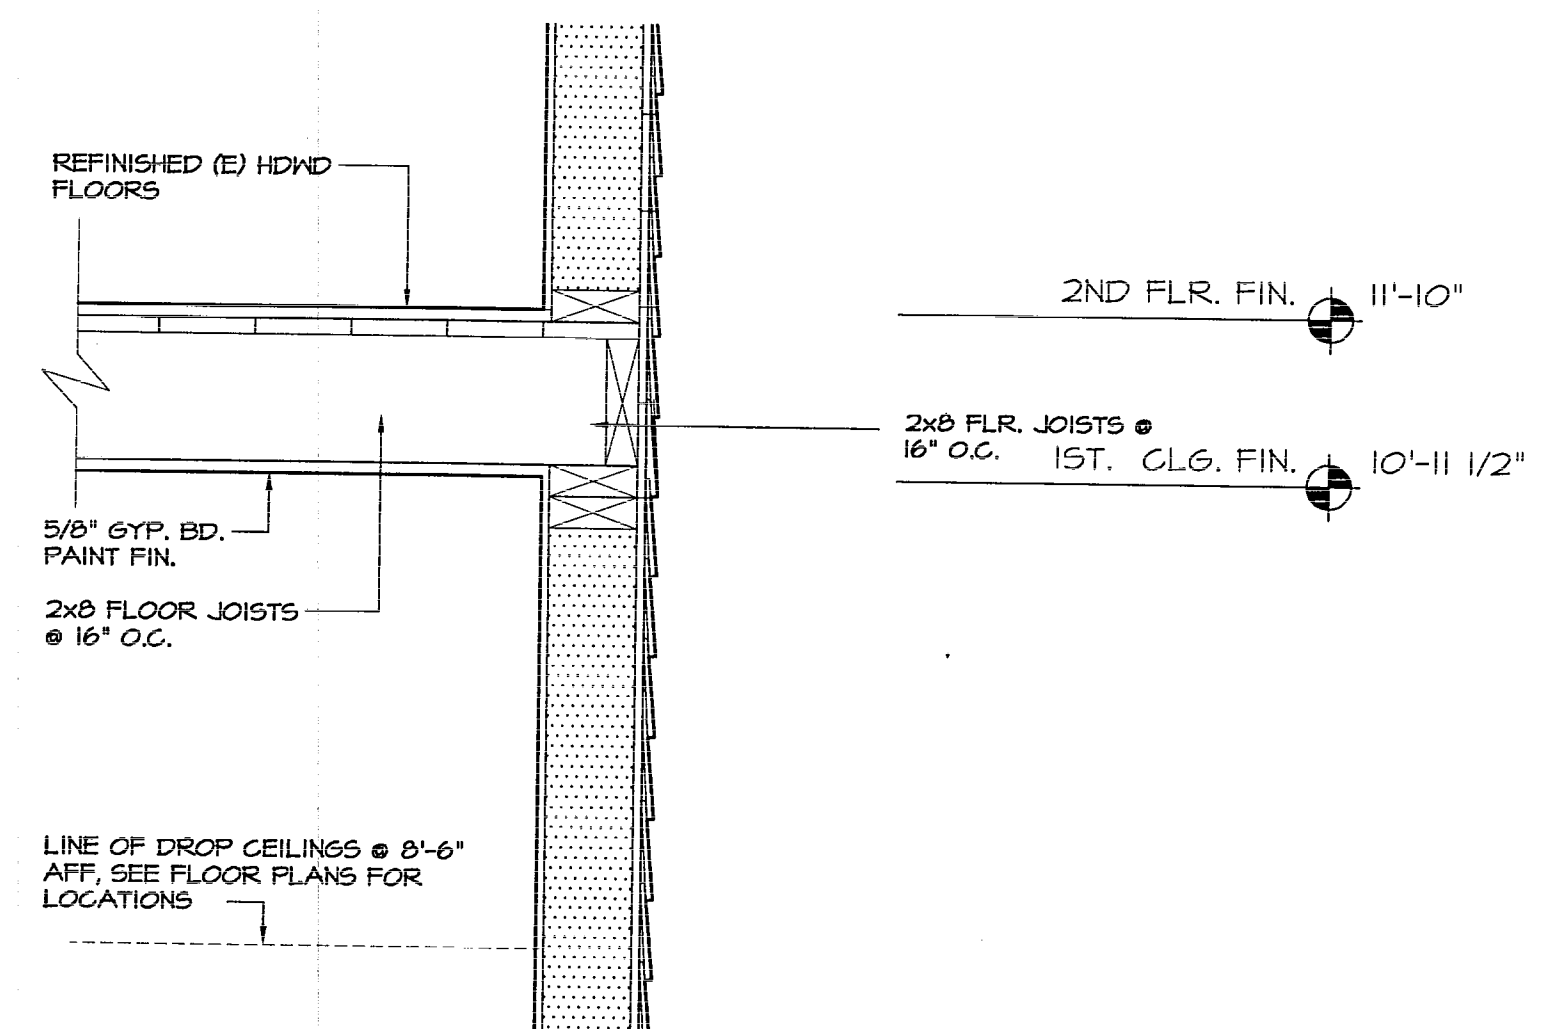 REFINISHED (E) HDWD
FLOORS
2ND FLR. FIN.
11'-10"
2x8 FLR. JOISTS @
16" O.C.
1ST. CLG. FIN.
10'-11 1/2"
5/8" GYP. BD.
PAINT FIN.
2x8 FLOOR JOISTS
@ 16" O.C.
LINE OF DROP CEILINGS @ 8'-6"
AFF, SEE FLOOR PLANS FOR
LOCATIONS